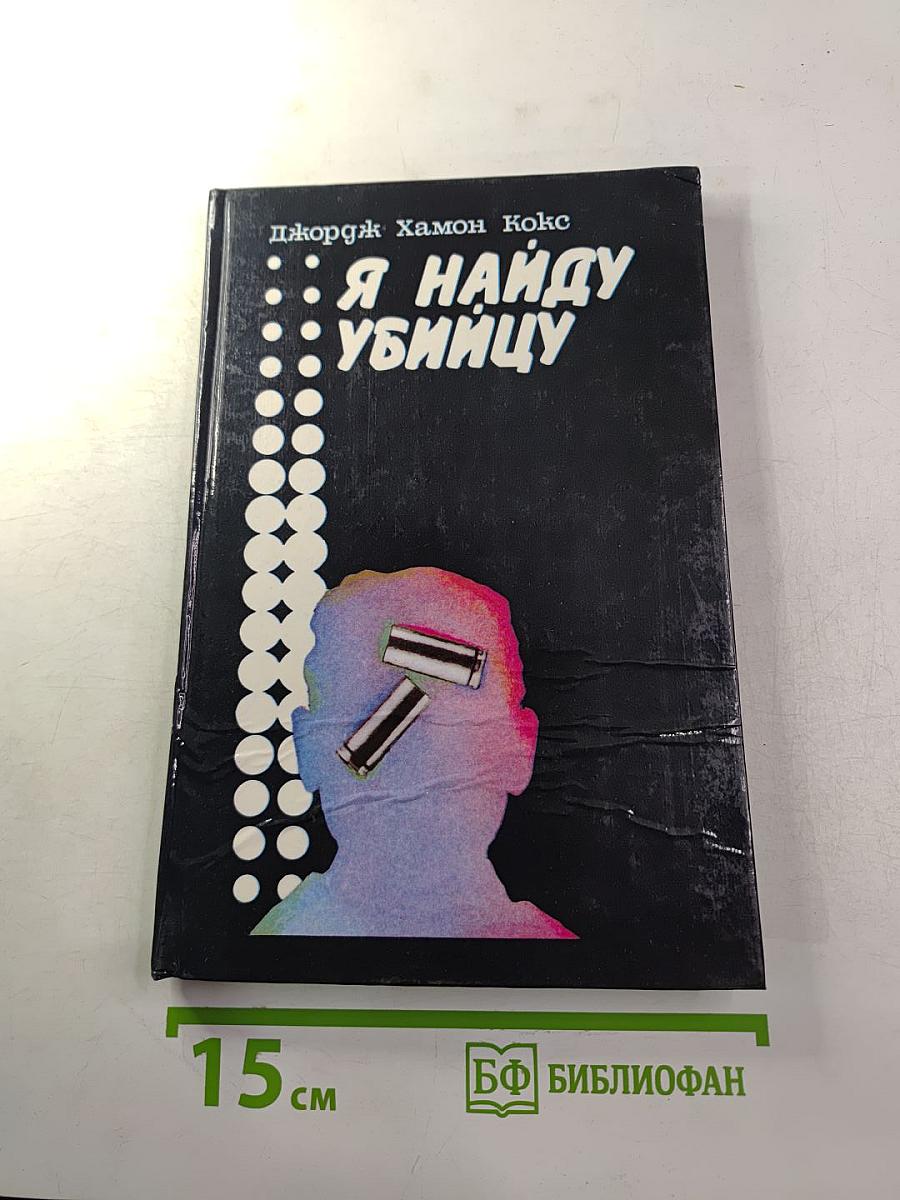 Джордж Хамон Кокс
Я НАЙДУ
УБИЙЦУ
15 см
БФ БИБЛИОФАН